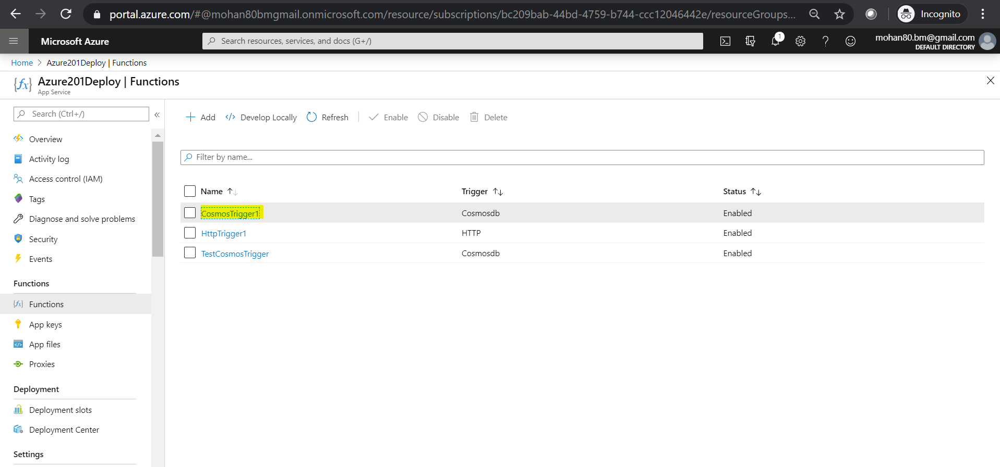 portal.azure.com/#@mohan80bmgmail.onmicrosoft.com/resource/subscriptions/bc209bab-44bd-4759-b744-ccc12046442e/resourceGroups...
Incognito
Microsoft Azure
Search resources, services, and docs (G+/)
1
mohan80.bm@gmail.com
DEFAULT DIRECTORY
Home > Azure201Deploy | Functions
Azure201Deploy | Functions
App Service
Search (Ctrl+/)
Overview
Activity log
Access control (IAM)
Tags
Diagnose and solve problems
Security
Events
Functions
Functions
App keys
App files
Proxies
Deployment
Deployment slots
Deployment Center
Settings
Add Develop Locally Refresh Enable Disable Delete
Filter by name...
Name Trigger Status
CosmosTrigger1 Cosmosdb Enabled
HttpTrigger1 HTTP Enabled
TestCosmosTrigger Cosmosdb Enabled